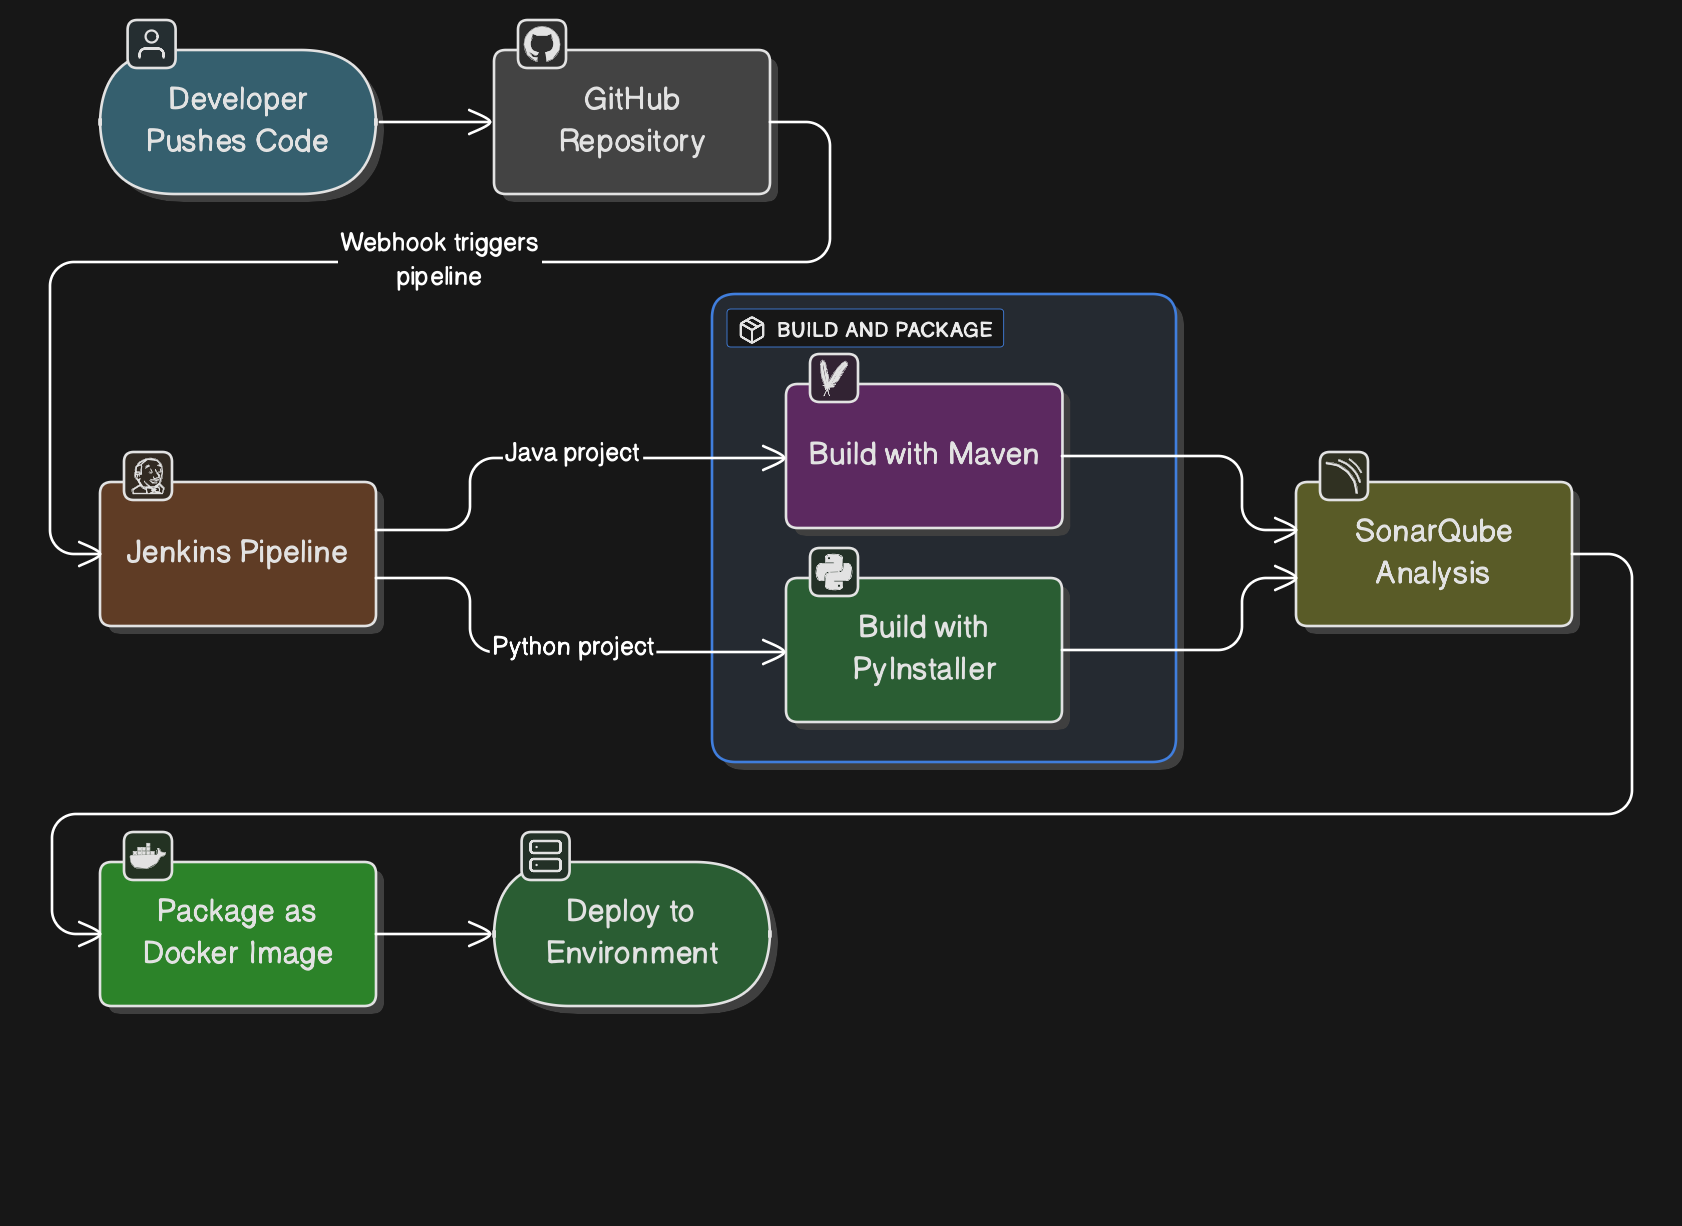 Developer
Pushes Code
GitHub
Repository
Webhook triggers
pipeline
BUILD AND PACKAGE
Java project
Build with Maven
Jenkins Pipeline
SonarQube
Analysis
Python project
Build with
PyInstaller
Package as
Docker Image
Deploy to
Environment